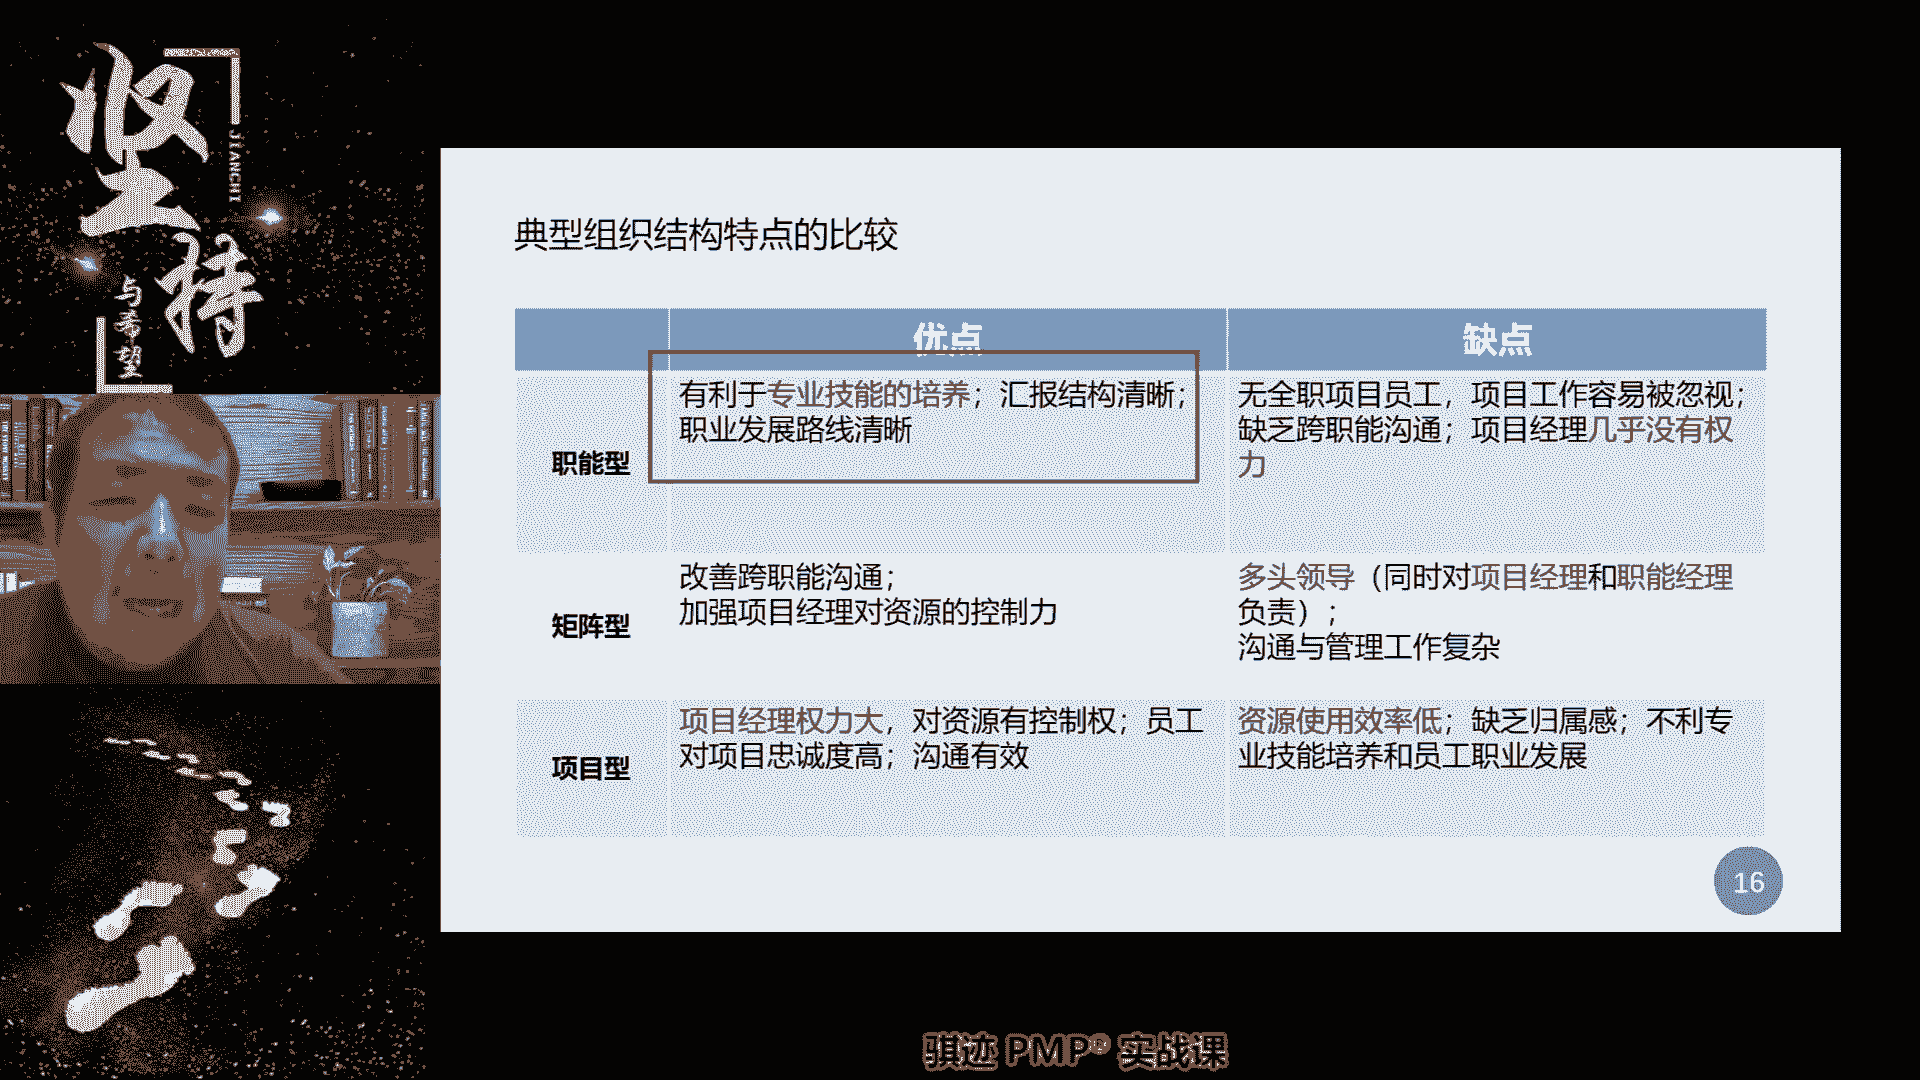 坚持
JIANCHI
与希望
典型组织结构特点的比较
优点
缺点
职能型
有利于专业技能的培养；汇报结构清晰；
职业发展路线清晰
无全职项目员工，项目工作容易被忽视；
缺乏跨职能沟通；项目经理几乎没有权
力
矩阵型
改善跨职能沟通；
加强项目经理对资源的控制力
多头领导（同时对项目经理和职能经理
负责）；
沟通与管理工作复杂
项目型
项目经理权力大，对资源有控制权；员工
对项目忠诚度高；沟通有效
资源使用效率低；缺乏归属感；不利专
业技能培养和员工职业发展
16
骐迹 PMP® 实战课